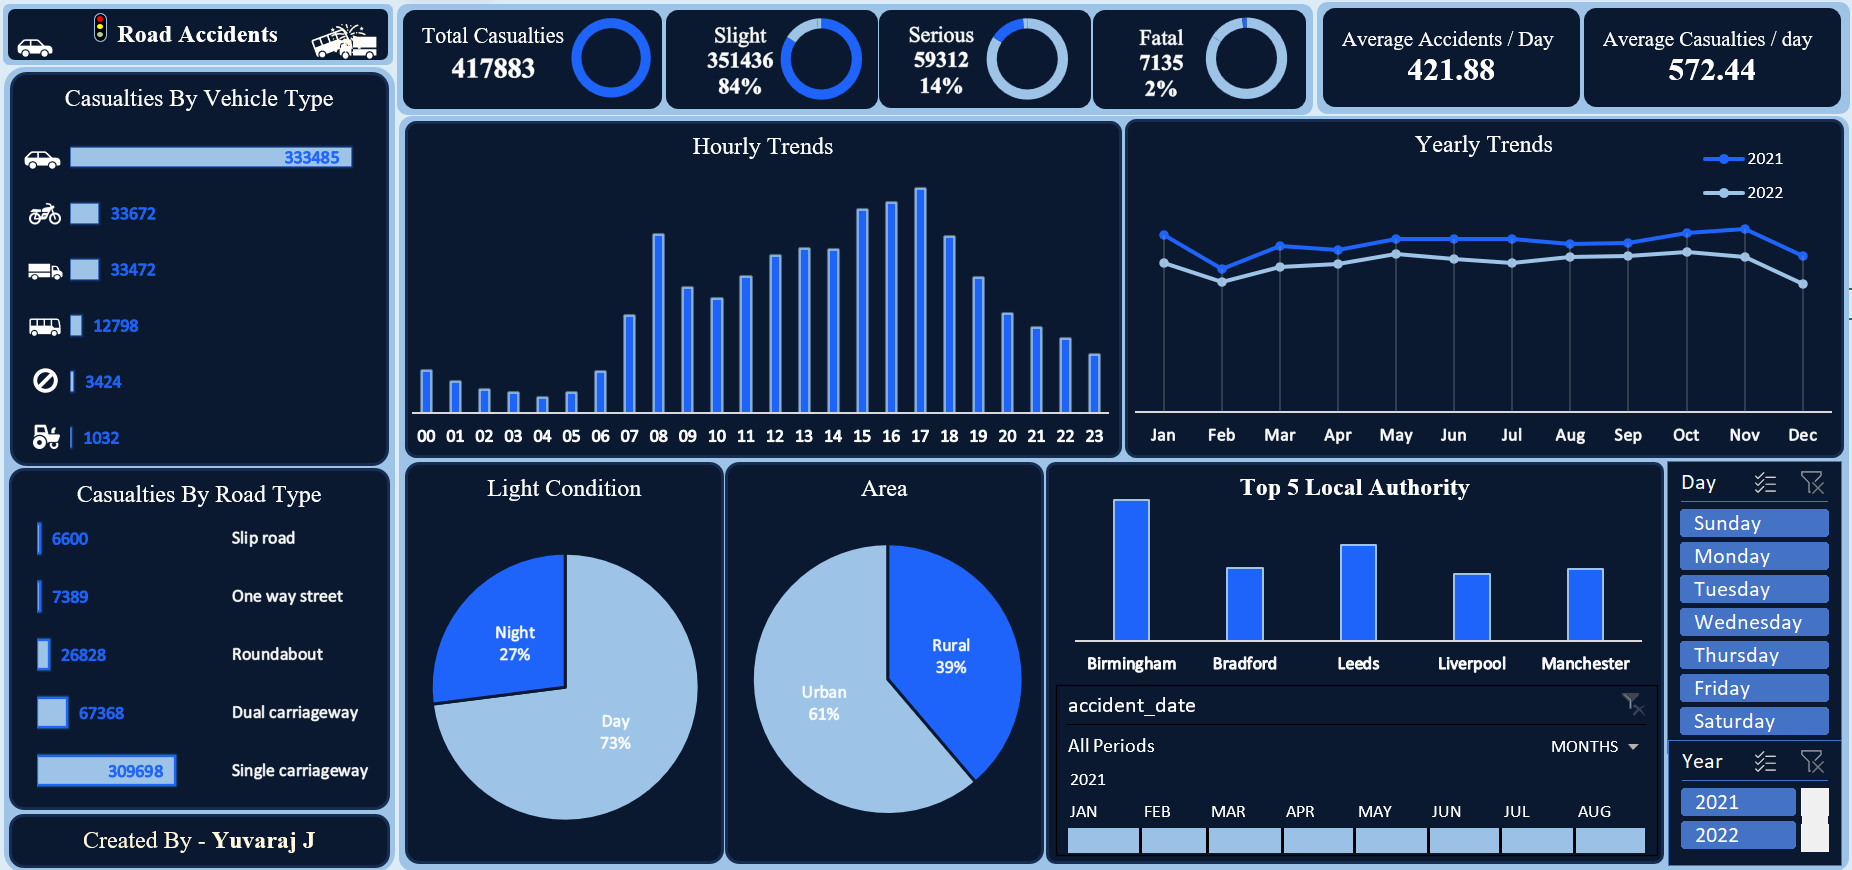 Road Accidents
Total Casualties
417883
Slight
351436
84%
Serious
59312
14%
Fatal
7135
2%
Average Accidents / Day
421.88
Average Casualties / day
572.44
Casualties By Vehicle Type
333485
33672
33472
12798
3424
1032
Hourly Trends
00 01 02 03 04 05 06 07 08 09 10 11 12 13 14 15 16 17 18 19 20 21 22 23
Yearly Trends
2021
2022
Jan Feb Mar Apr May Jun Jul Aug Sep Oct Nov Dec
Casualties By Road Type
6600 Slip road
7389 One way street
26828 Roundabout
67368 Dual carriageway
309698 Single carriageway
Created By - Yuvaraj J
Light Condition
Night
27%
Day
73%
Area
Rural
39%
Urban
61%
Top 5 Local Authority
Birmingham Bradford Leeds Liverpool Manchester
accident_date
All Periods MONTHS
2021
JAN FEB MAR APR MAY JUN JUL AUG
Day
Sunday
Monday
Tuesday
Wednesday
Thursday
Friday
Saturday
Year
2021
2022